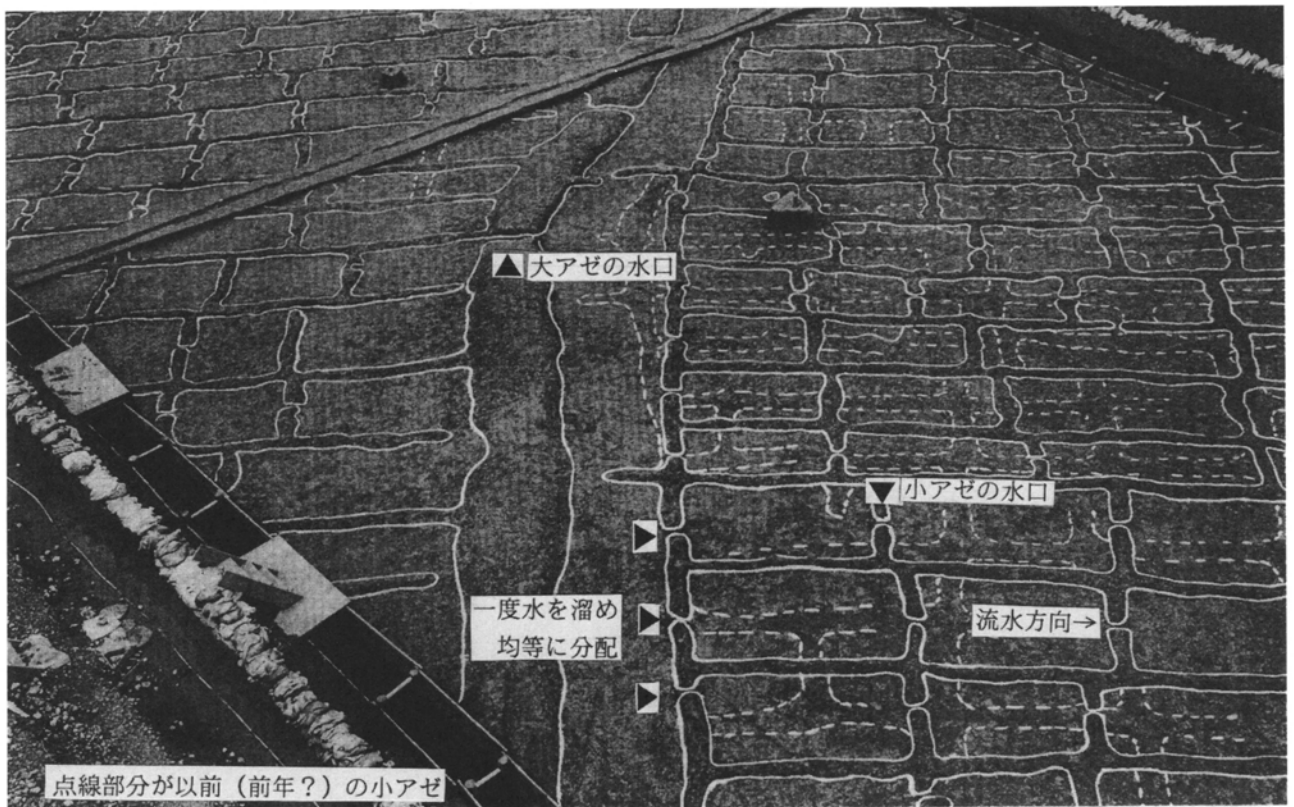 ▲ 大アゼの水口
▼ 小アゼの水口
一度水を溜め
均等に分配
流水方向→
点線部分が以前（前年？）の小アゼ